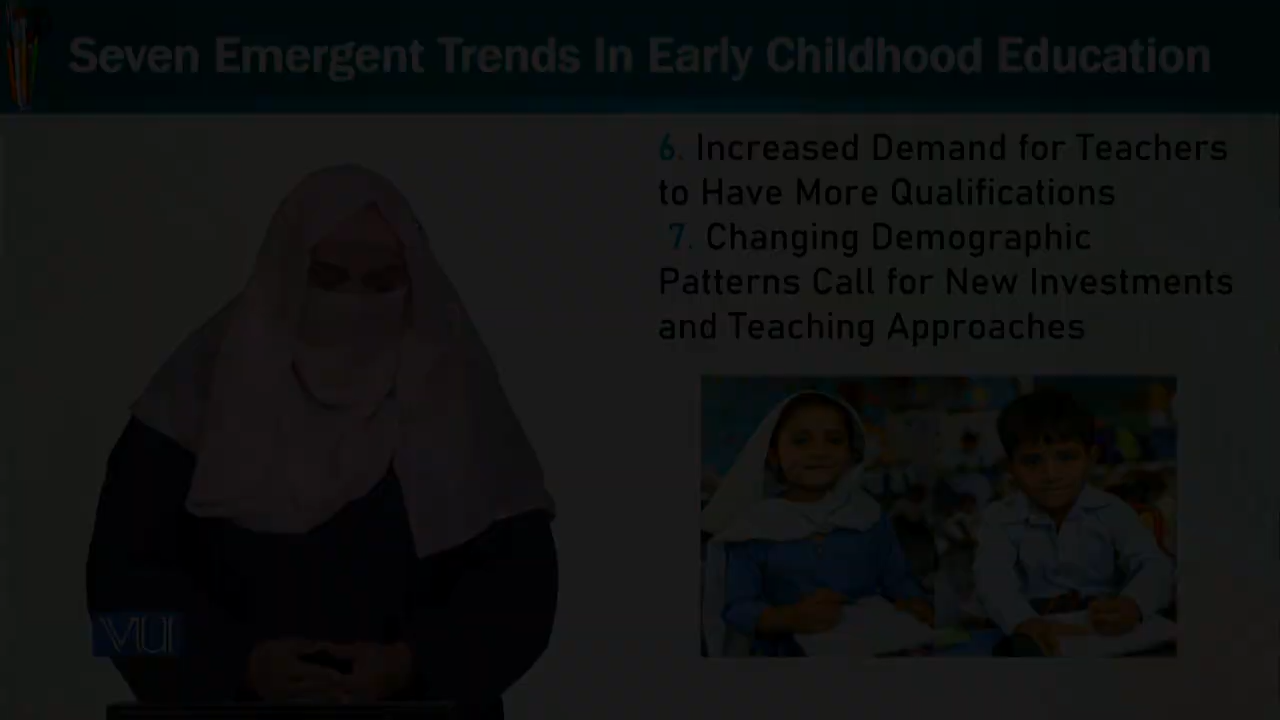 Seven Emergent Trends In Early Childhood Education
6. Increased Demand for Teachers
to Have More Qualifications
7. Changing Demographic
Patterns Call for New Investments
and Teaching Approaches
VU